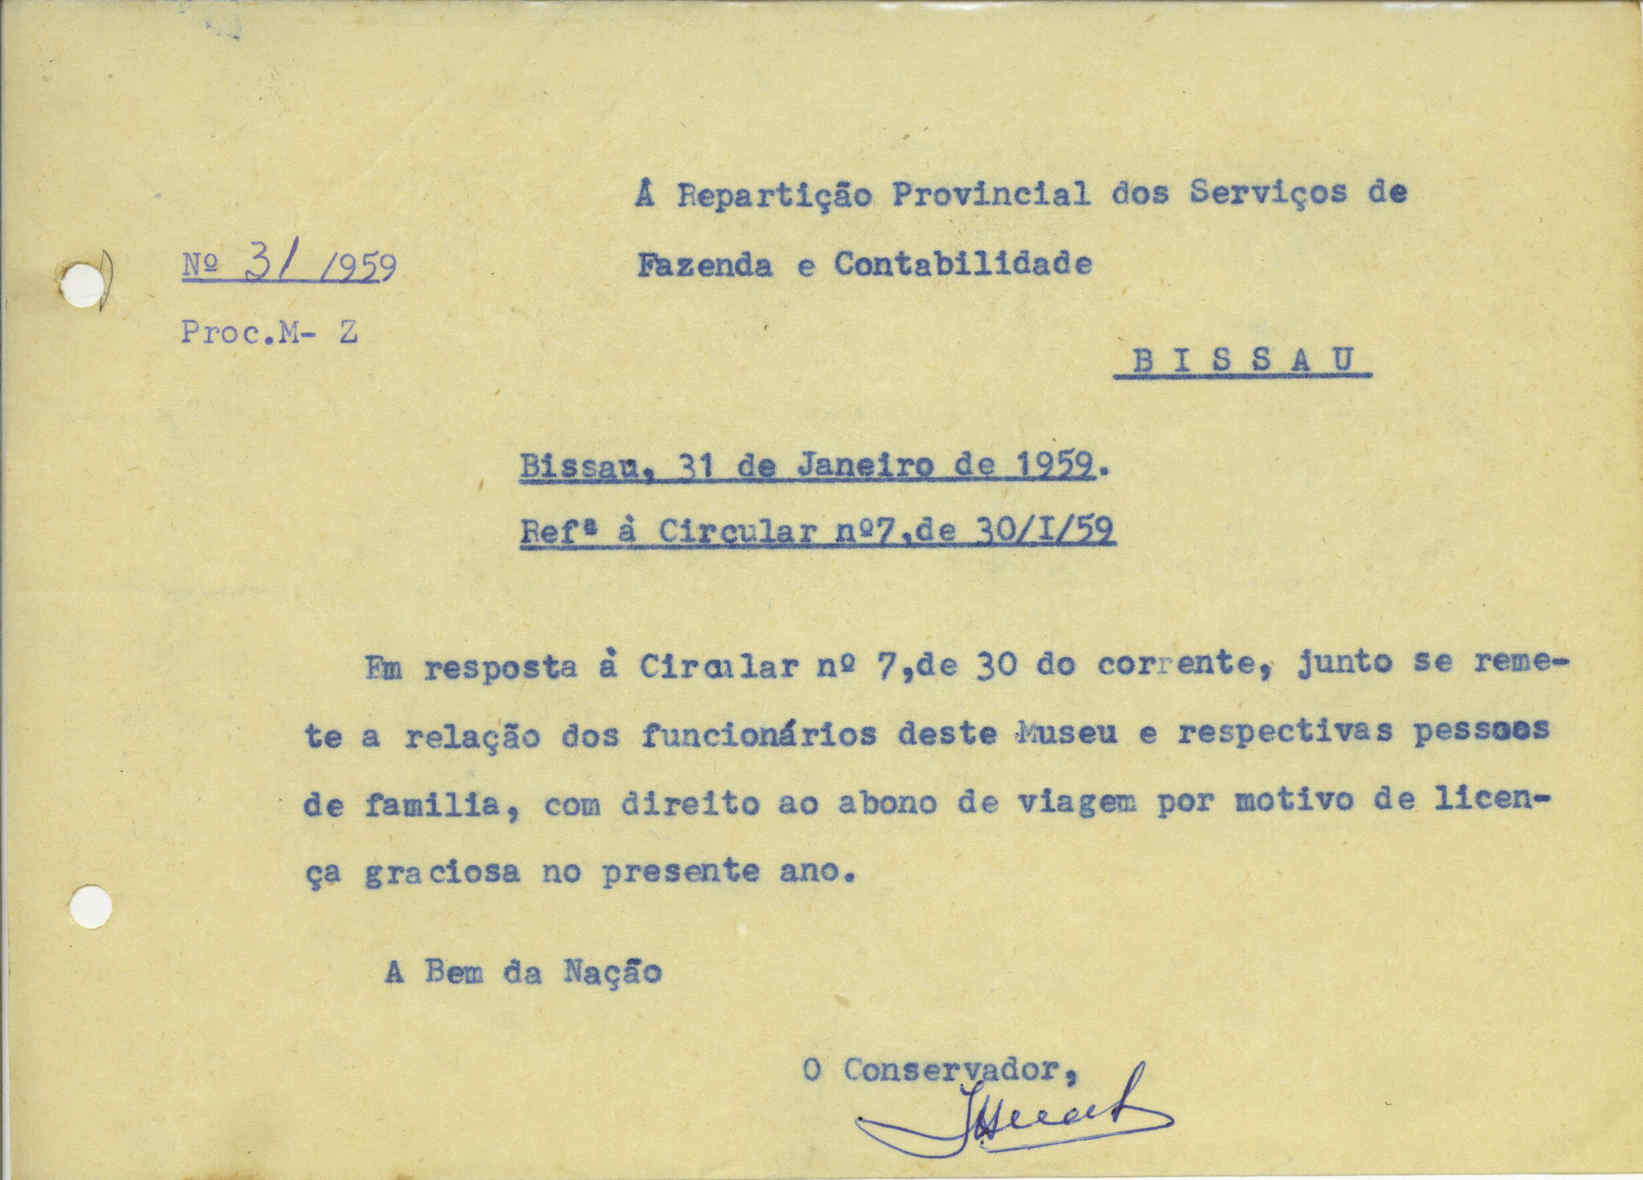 À Repartição Provincial dos Serviços de
Nº 31/1959
Fazenda e Contabilidade
Proc.M- Z
B I S S A U
Bissau, 31 de Janeiro de 1959.
Refª à Circular nº7,de 30/I/59
Em resposta à Circular nº 7,de 30 do corrente, junto se reme-
te a relação dos funcionários deste Museu e respectivas pessoas
de familia, com direito ao abono de viagem por motivo de licen-
ça graciosa no presente ano.
A Bem da Nação
O Conservador,